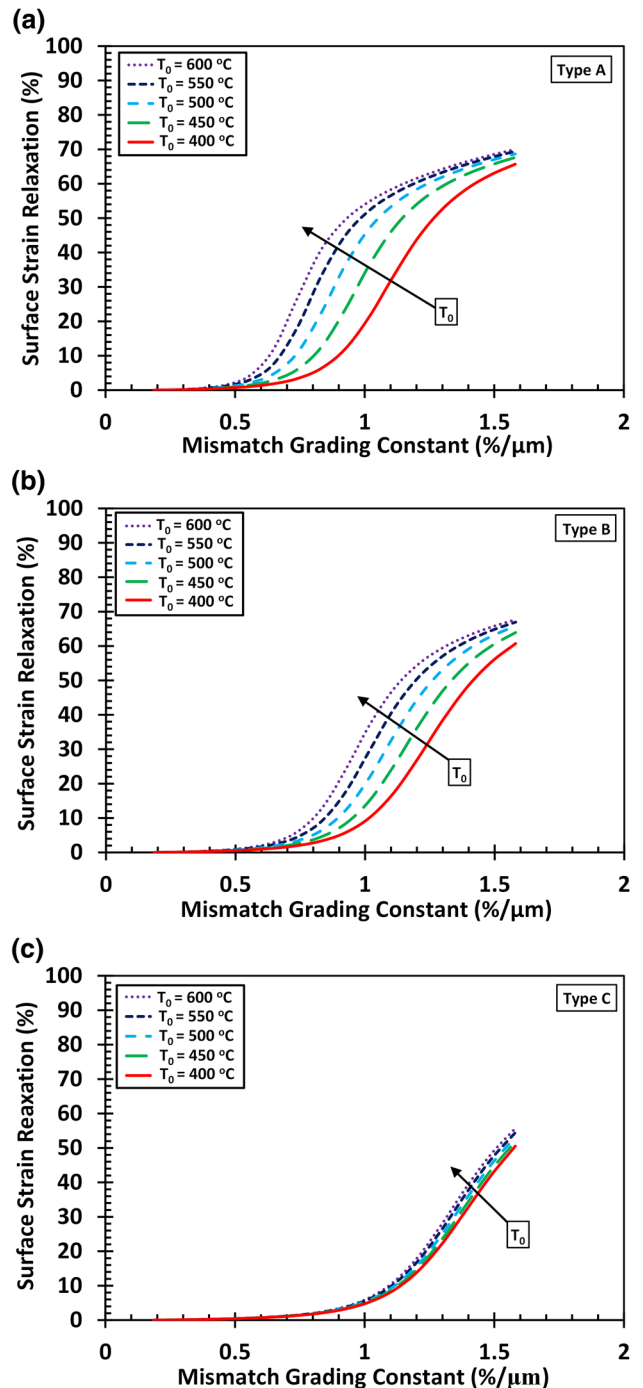 (a)
100
90
80
70
60
50
40
30
20
10
0
Surface Strain Relaxation (%)
T0 = 600 °C
T0 = 550 °C
T0 = 500 °C
T0 = 450 °C
T0 = 400 °C
Type A
T0
0 0.5 1 1.5 2
Mismatch Grading Constant (%/μm)
(b)
100
90
80
70
60
50
40
30
20
10
0
Surface Strain Relaxation (%)
T0 = 600 °C
T0 = 550 °C
T0 = 500 °C
T0 = 450 °C
T0 = 400 °C
Type B
T0
0 0.5 1 1.5 2
Mismatch Grading Constant (%/μm)
(c)
100
90
80
70
60
50
40
30
20
10
0
Surface Strain Reaxation (%)
T0 = 600 °C
T0 = 550 °C
T0 = 500 °C
T0 = 450 °C
T0 = 400 °C
Type C
T0
0 0.5 1 1.5 2
Mismatch Grading Constant (%/μm)